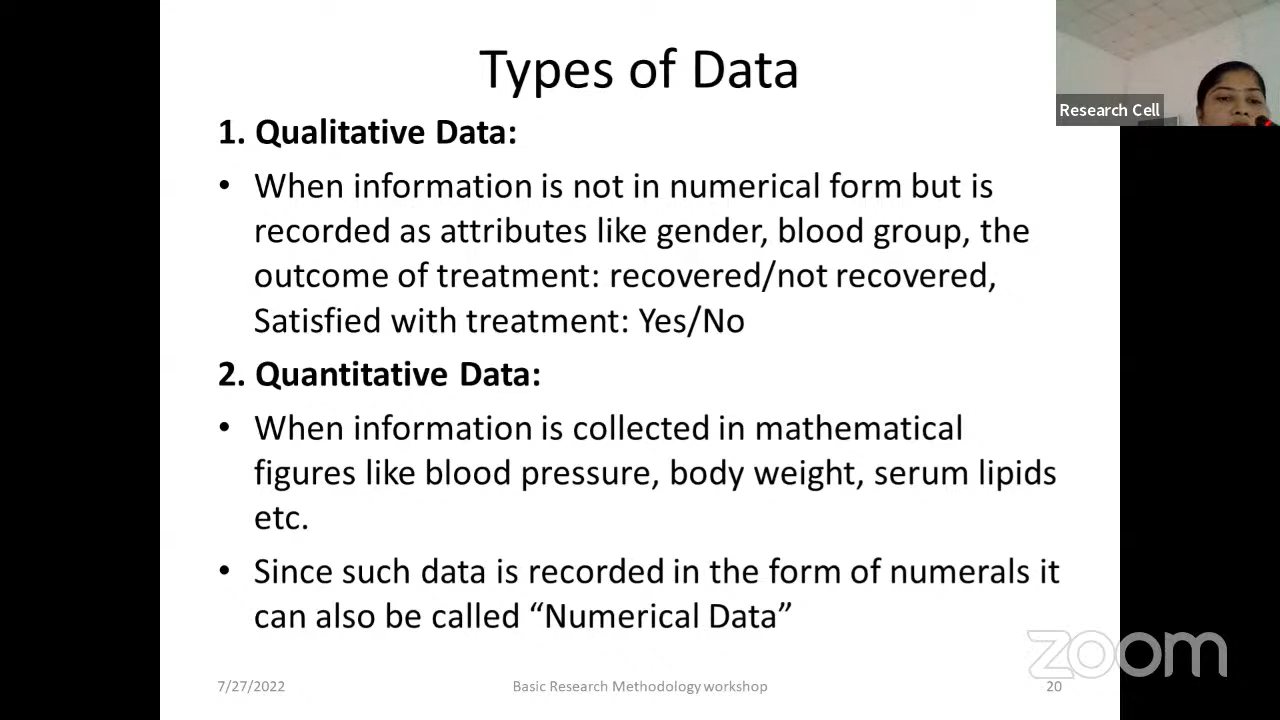 Types of Data
Research Cell
1. Qualitative Data:
• When information is not in numerical form but is
recorded as attributes like gender, blood group, the
outcome of treatment: recovered/not recovered,
Satisfied with treatment: Yes/No
2. Quantitative Data:
• When information is collected in mathematical
figures like blood pressure, body weight, serum lipids
etc.
• Since such data is recorded in the form of numerals it
can also be called “Numerical Data”
zoom
7/27/2022 Basic Research Methodology workshop 20